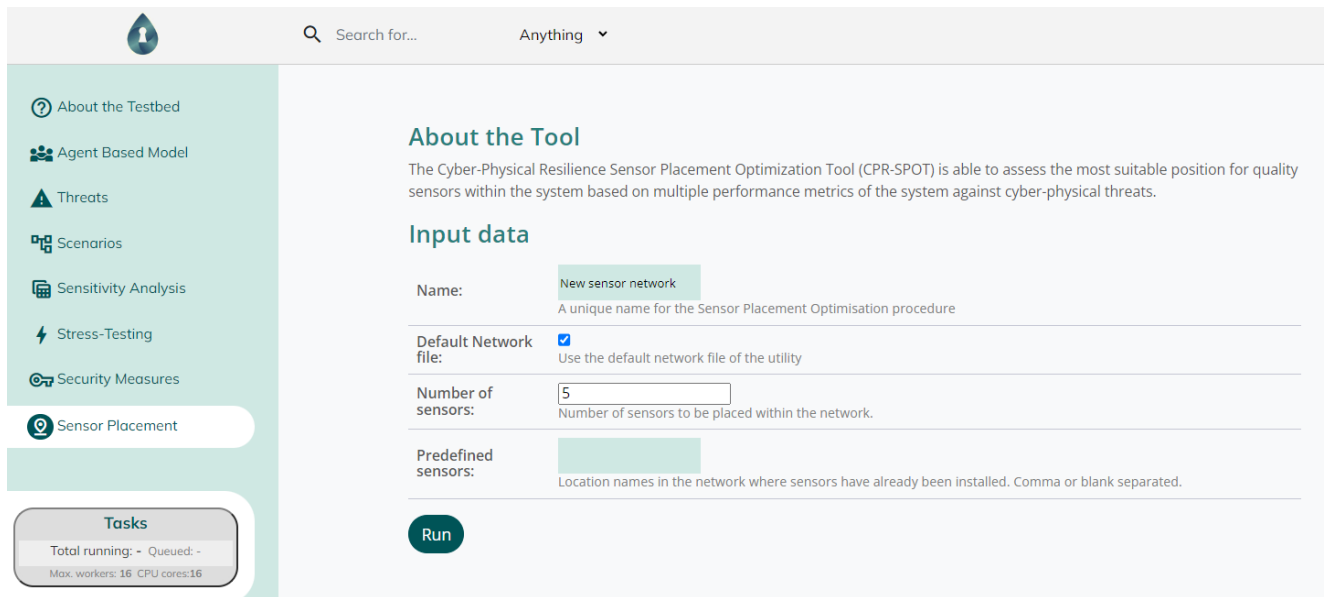 Search for...
Anything
About the Testbed
Agent Based Model
Threats
Scenarios
Sensitivity Analysis
Stress-Testing
Security Measures
Sensor Placement
Tasks
Total running: - Queued: -
Max. workers: 16 CPU cores:16
About the Tool
The Cyber-Physical Resilience Sensor Placement Optimization Tool (CPR-SPOT) is able to assess the most suitable position for quality
sensors within the system based on multiple performance metrics of the system against cyber-physical threats.
Input data
Name:
New sensor network
A unique name for the Sensor Placement Optimisation procedure
Default Network
file:
Use the default network file of the utility
Number of
sensors:
5
Number of sensors to be placed within the network.
Predefined
sensors:
Location names in the network where sensors have already been installed. Comma or blank separated.
Run